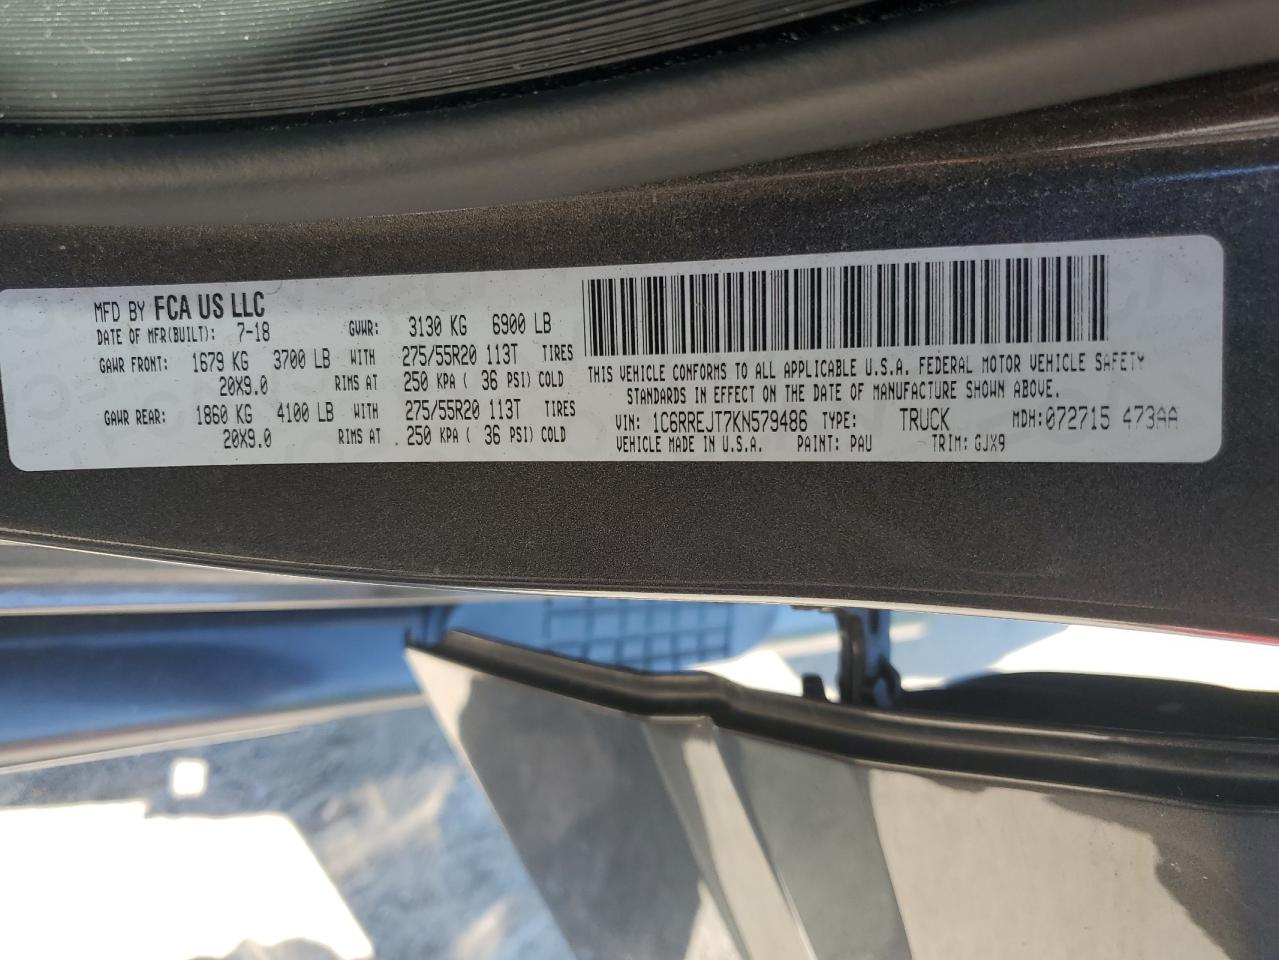 MFD BY FCA US LLC
DATE OF MFR(BUILT): 7-18 GVWR: 3130 KG 6900 LB
GAWR FRONT: 1679 KG 3700 LB WITH 275/55R20 113T TIRES
20X9.0 RIMS AT 250 KPA ( 36 PSI) COLD
GAWR REAR: 1860 KG 4100 LB WITH 275/55R20 113T TIRES
20X9.0 RIMS AT 250 KPA ( 36 PSI) COLD
THIS VEHICLE CONFORMS TO ALL APPLICABLE U.S.A. FEDERAL MOTOR VEHICLE SAFETY
STANDARDS IN EFFECT ON THE DATE OF MANUFACTURE SHOWN ABOVE.
VIN: 1C6RREJT7KN579486 TYPE: TRUCK MDH:072715 473AA
VEHICLE MADE IN U.S.A. PAINT: PAU TRIM: GJX9